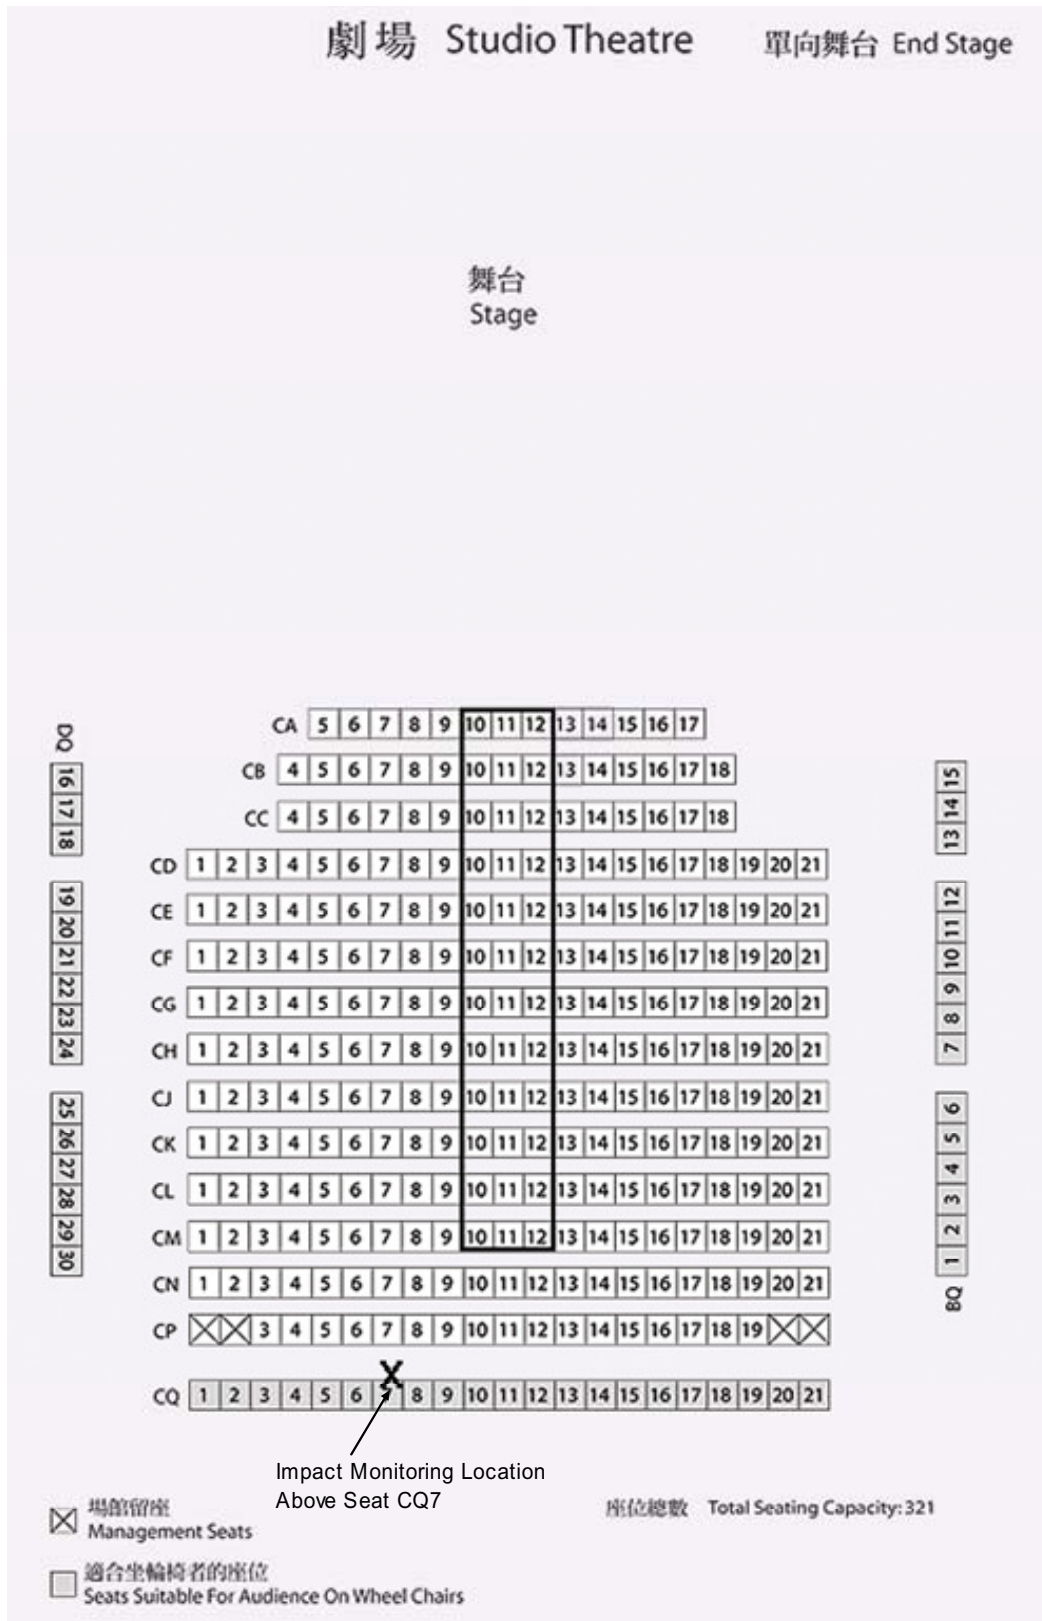 劇場 Studio Theatre 單向舞台 End Stage
舞台
Stage
CA 5 6 7 8 9 10 11 12 13 14 15 16 17
CB 4 5 6 7 8 9 10 11 12 13 14 15 16 17 18
CC 4 5 6 7 8 9 10 11 12 13 14 15 16 17 18
CD 1 2 3 4 5 6 7 8 9 10 11 12 13 14 15 16 17 18 19 20 21
CE 1 2 3 4 5 6 7 8 9 10 11 12 13 14 15 16 17 18 19 20 21
CF 1 2 3 4 5 6 7 8 9 10 11 12 13 14 15 16 17 18 19 20 21
CG 1 2 3 4 5 6 7 8 9 10 11 12 13 14 15 16 17 18 19 20 21
CH 1 2 3 4 5 6 7 8 9 10 11 12 13 14 15 16 17 18 19 20 21
CJ 1 2 3 4 5 6 7 8 9 10 11 12 13 14 15 16 17 18 19 20 21
CK 1 2 3 4 5 6 7 8 9 10 11 12 13 14 15 16 17 18 19 20 21
CL 1 2 3 4 5 6 7 8 9 10 11 12 13 14 15 16 17 18 19 20 21
CM 1 2 3 4 5 6 7 8 9 10 11 12 13 14 15 16 17 18 19 20 21
CN 1 2 3 4 5 6 7 8 9 10 11 12 13 14 15 16 17 18 19 20 21
CP 3 4 5 6 7 8 9 10 11 12 13 14 15 16 17 18 19
X
CQ 1 2 3 4 5 6 8 9 10 11 12 13 14 15 16 17 18 19 20 21
DQ 16 17 18 19 20 21 22 23 24 25 26 27 28 29 30
BQ 1 2 3 4 5 6 7 8 9 10 11 12 13 14 15
Impact Monitoring Location
Above Seat CQ7
場館留座
Management Seats
座位總數 Total Seating Capacity: 321
適合坐輪椅者的座位
Seats Suitable For Audience On Wheel Chairs